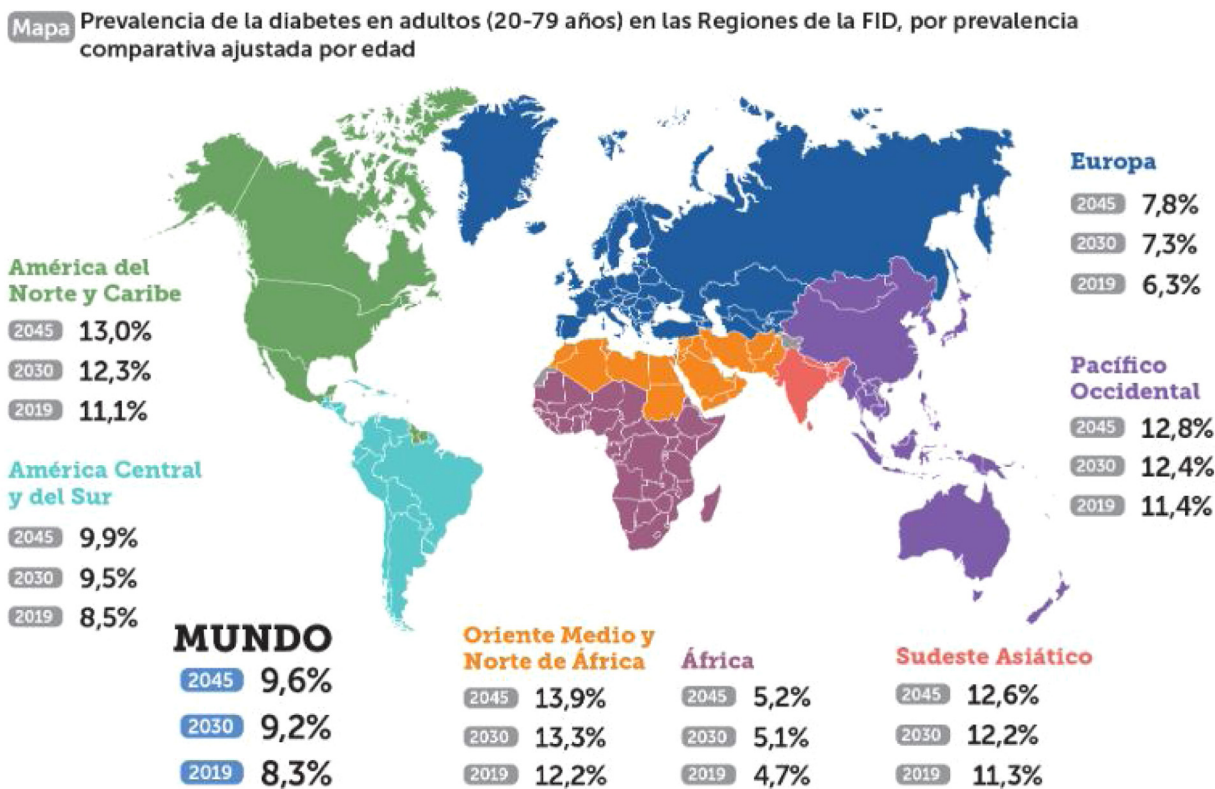 Mapa Prevalencia de la diabetes en adultos (20-79 años) en las Regiones de la FID, por prevalencia
comparativa ajustada por edad
América del
Norte y Caribe
2045 13,0%
2030 12,3%
2019 11,1%
América Central
y del Sur
2045 9,9%
2030 9,5%
2019 8,5%
MUNDO
2045 9,6%
2030 9,2%
2019 8,3%
Oriente Medio y
Norte de África
2045 13,9%
2030 13,3%
2019 12,2%
África
2045 5,2%
2030 5,1%
2019 4,7%
Sudeste Asiático
2045 12,6%
2030 12,2%
2019 11,3%
Europa
2045 7,8%
2030 7,3%
2019 6,3%
Pacífico
Occidental
2045 12,8%
2030 12,4%
2019 11,4%